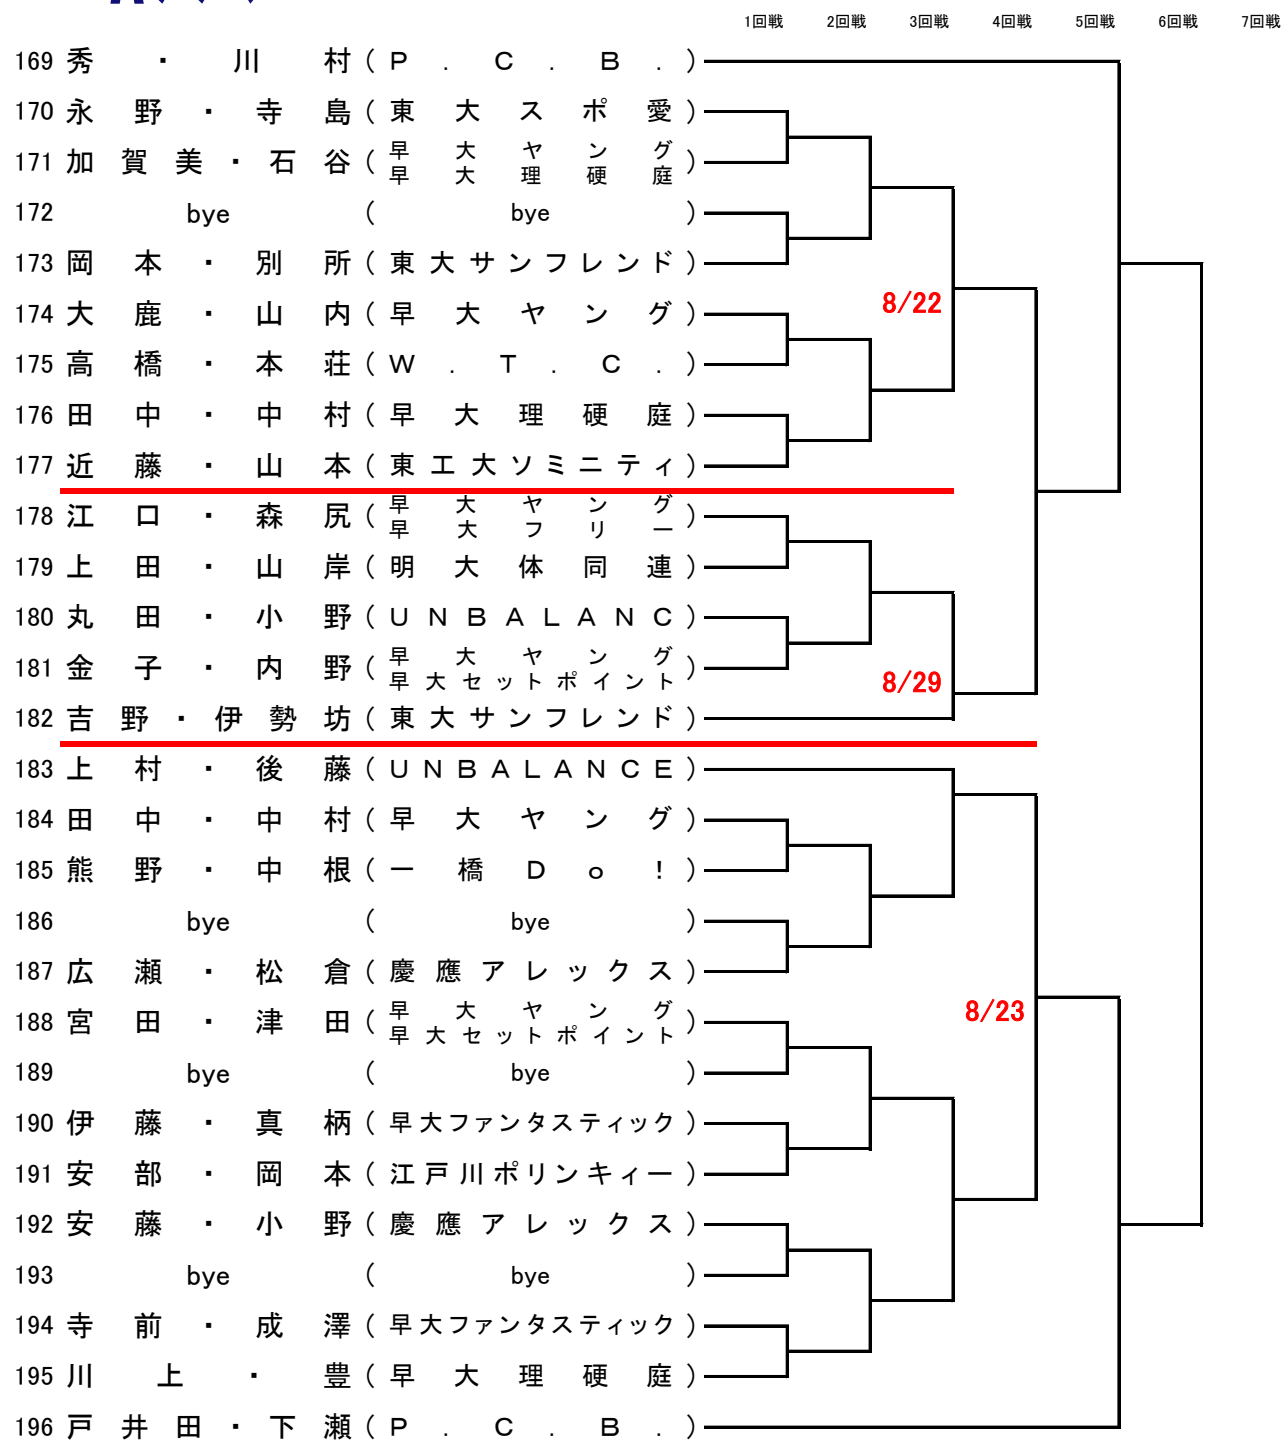 1回戦 2回戦 3回戦 4回戦 5回戦 6回戦 7回戦
169 秀・川村(P.C.B.)
170 永野・寺島(東大スポ愛)
171 加賀美・石谷(早大ヤング 早大理硬庭)
172 bye (bye)
173 岡本・別所(東大サンフレンド)
174 大鹿・山内(早大ヤング)
8/22
175 高橋・本荘(W.T.C.)
176 田中・中村(早大理硬庭)
177 近藤・山本(東工大ソミニティ)
178 江口・森尻(早大ヤング 早大フリー)
179 上田・山岸(明大体同連)
180 丸田・小野(UNBALANC)
181 金子・内野(早大ヤング 早大セットポイント)
8/29
182 吉野・伊勢坊(東大サンフレンド)
183 上村・後藤(UNBALANCE)
184 田中・中村(早大ヤング)
185 熊野・中根(一橋Do!)
186 bye (bye)
187 広瀬・松倉(慶應アレックス)
188 宮田・津田(早大ヤング 早大セットポイント)
8/23
189 bye (bye)
190 伊藤・真柄(早大ファンタスティック)
191 安部・岡本(江戸川ポリンキィー)
192 安藤・小野(慶應アレックス)
193 bye (bye)
194 寺前・成澤(早大ファンタスティック)
195 川上・豊(早大理硬庭)
196 戸井田・下瀬(P.C.B.)